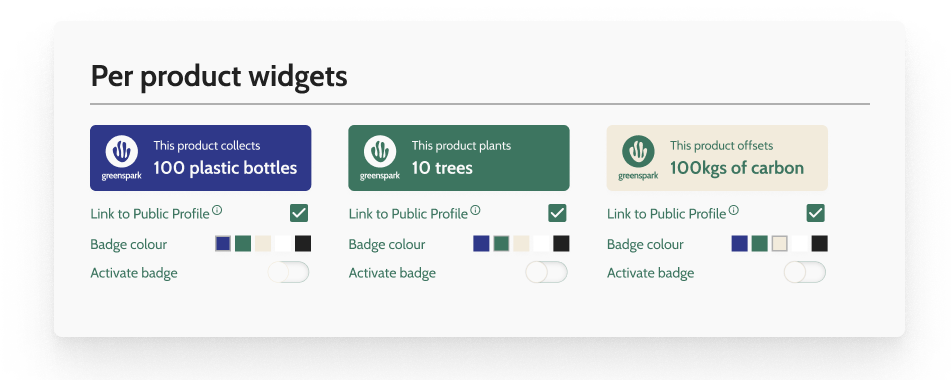 Per product widgets
greenspark
This product collects
100 plastic bottles
greenspark
This product plants
10 trees
greenspark
This product offsets
100kgs of carbon
Link to Public Profile
Badge colour
Activate badge
Link to Public Profile
Badge colour
Activate badge
Link to Public Profile
Badge colour
Activate badge